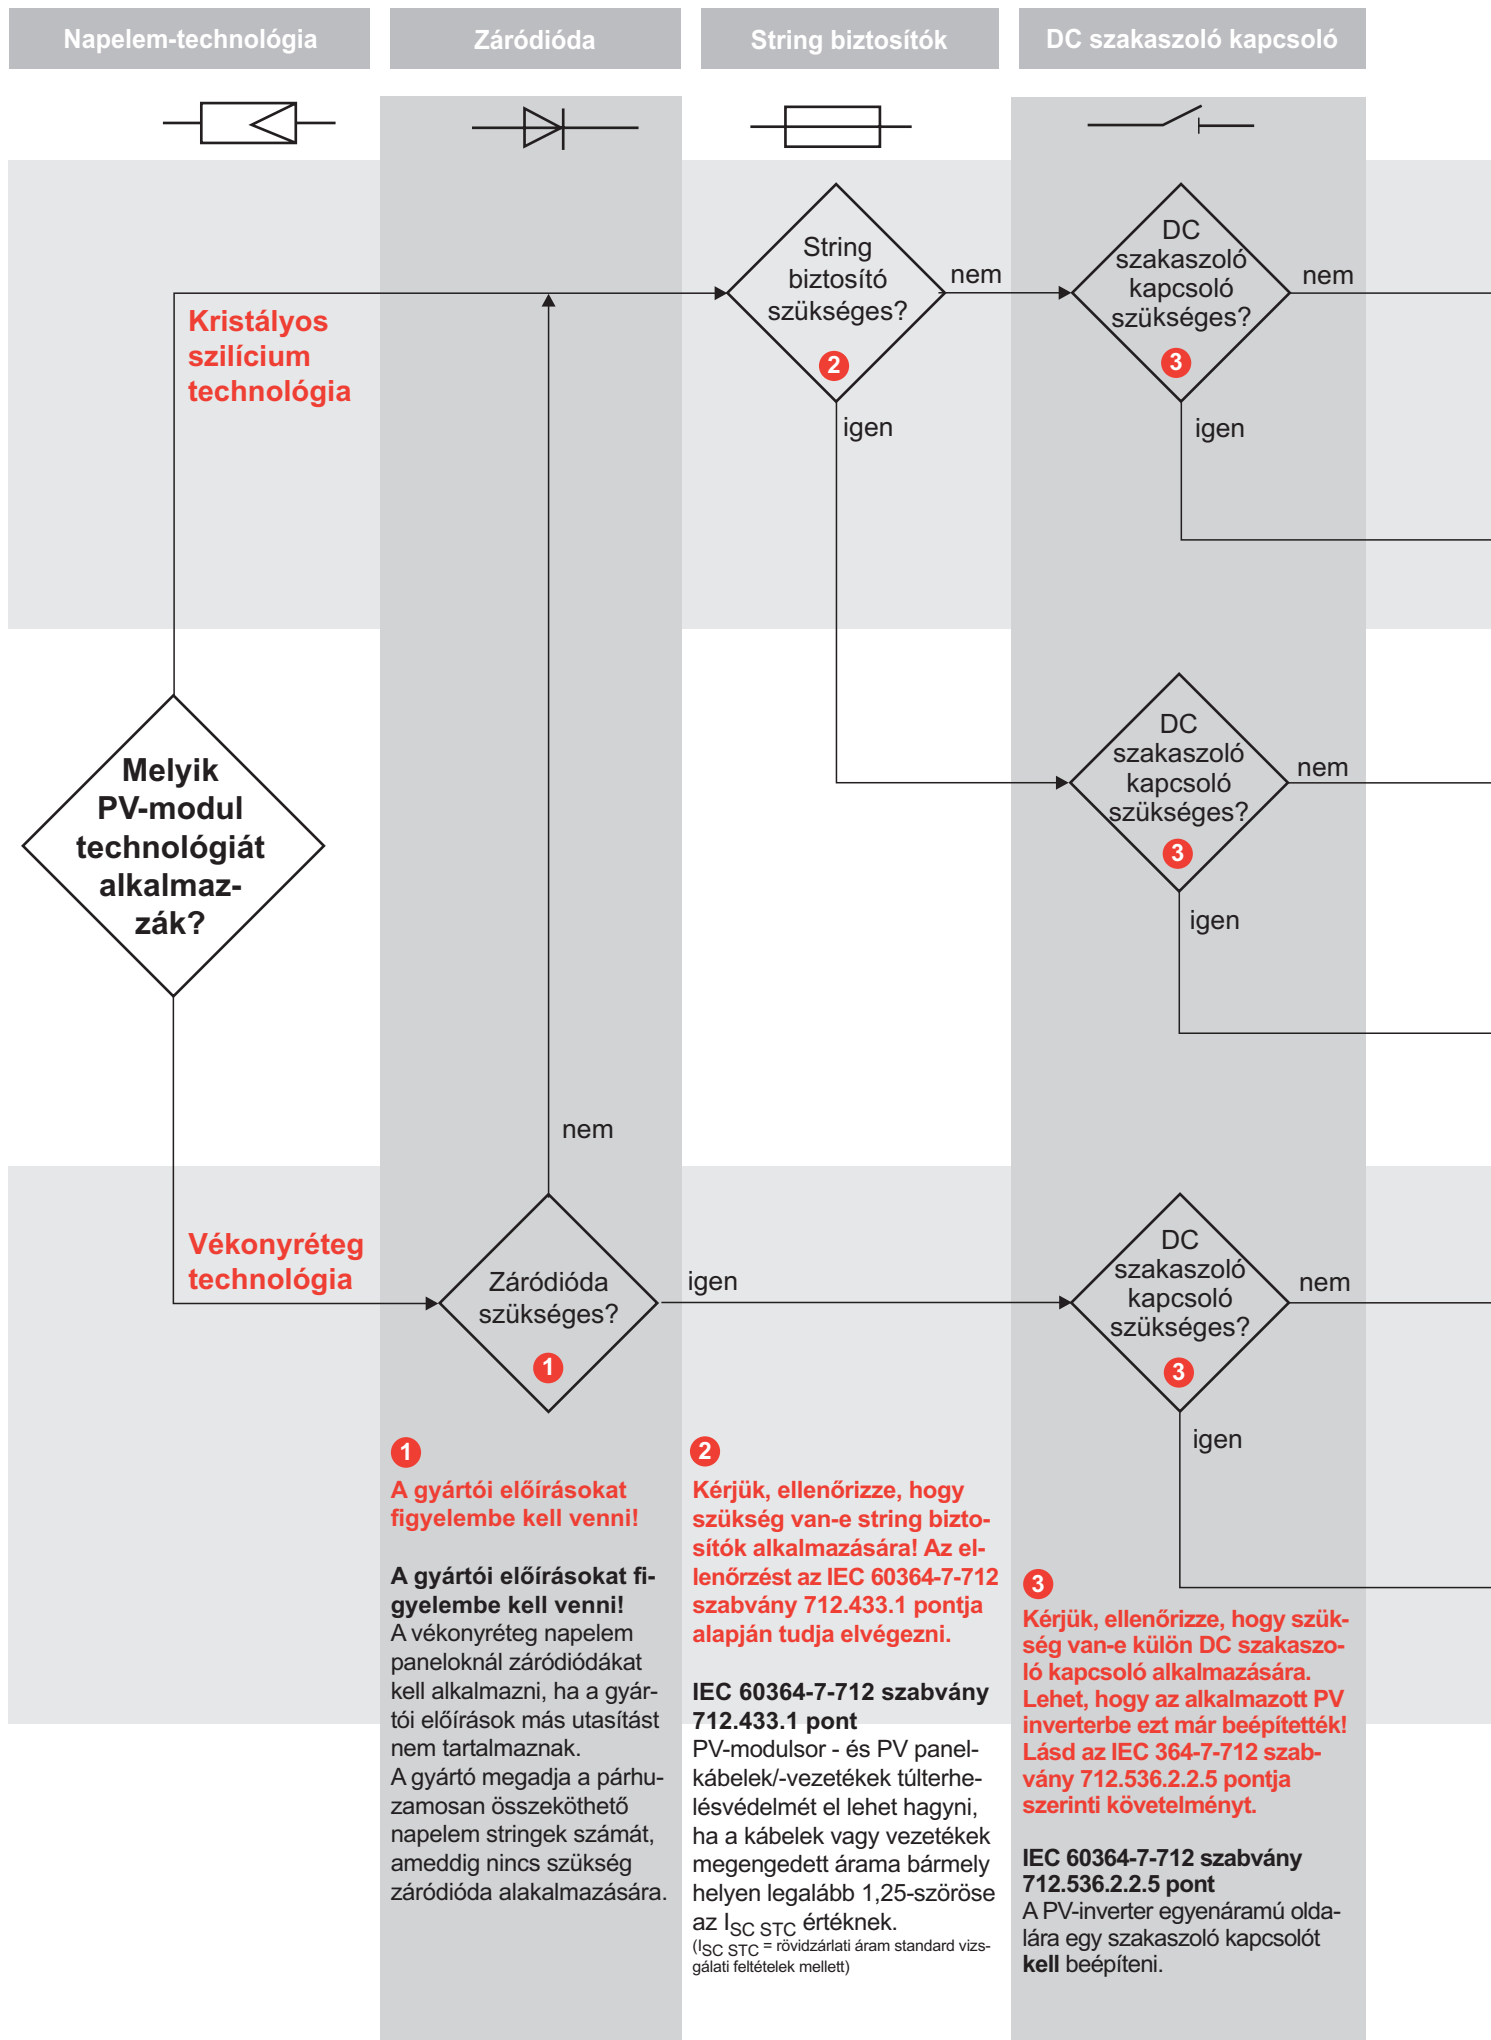 Napelem-technológia
Záródióda
String biztosítók
DC szakaszoló kapcsoló
String
biztosító
szükséges?
2
nem
igen
DC
szakaszoló
kapcsoló
szükséges?
3
nem
igen
Kristályos
szilícium
technológia
Melyik
PV-modul
technológiát
alkalmaz-
zák?
DC
szakaszoló
kapcsoló
szükséges?
3
nem
igen
nem
Vékonyréteg
technológia
Záródióda
szükséges?
1
igen
DC
szakaszoló
kapcsoló
szükséges?
3
nem
igen
1
A gyártói előírásokat
figyelembe kell venni!
A gyártói előírásokat fi-
gyelembe kell venni!
A vékonyréteg napelem
paneloknál záródiódákat
kell alkalmazni, ha a gyár-
tói előírások más utasítást
nem tartalmaznak.
A gyártó megadja a párhu-
zamosan összeköthető
napelem stringek számát,
ameddig nincs szükség
záródióda alakalmazására.
2
Kérjük, ellenőrizze, hogy
szükség van-e string bizto-
sítók alkalmazására! Az el-
lenőrzést az IEC 60364-7-712
szabvány 712.433.1 pontja
alapján tudja elvégezni.
IEC 60364-7-712 szabvány
712.433.1 pont
PV-modulsor - és PV panel-
kábelek/-vezetékek túlterhe-
lésvédelmét el lehet hagyni,
ha a kábelek vagy vezetékek
megengedett árama bármely
helyen legalább 1,25-szöröse
az ISC STC értéknek.
(ISC STC = rövidzárlati áram standard vizs-
gálati feltételek mellett)
3
Kérjük, ellenőrizze, hogy szük-
ség van-e külön DC szakaszo-
ló kapcsoló alkalmazására.
Lehet, hogy az alkalmazott PV
inverterbe ezt már beépítették!
Lásd az IEC 364-7-712 szab-
vány 712.536.2.2.5 pontja
szerinti követelményt.
IEC 60364-7-712 szabvány
712.536.2.2.5 pont
A PV-inverter egyenáramú olda-
lára egy szakaszoló kapcsolót
kell beépíteni.